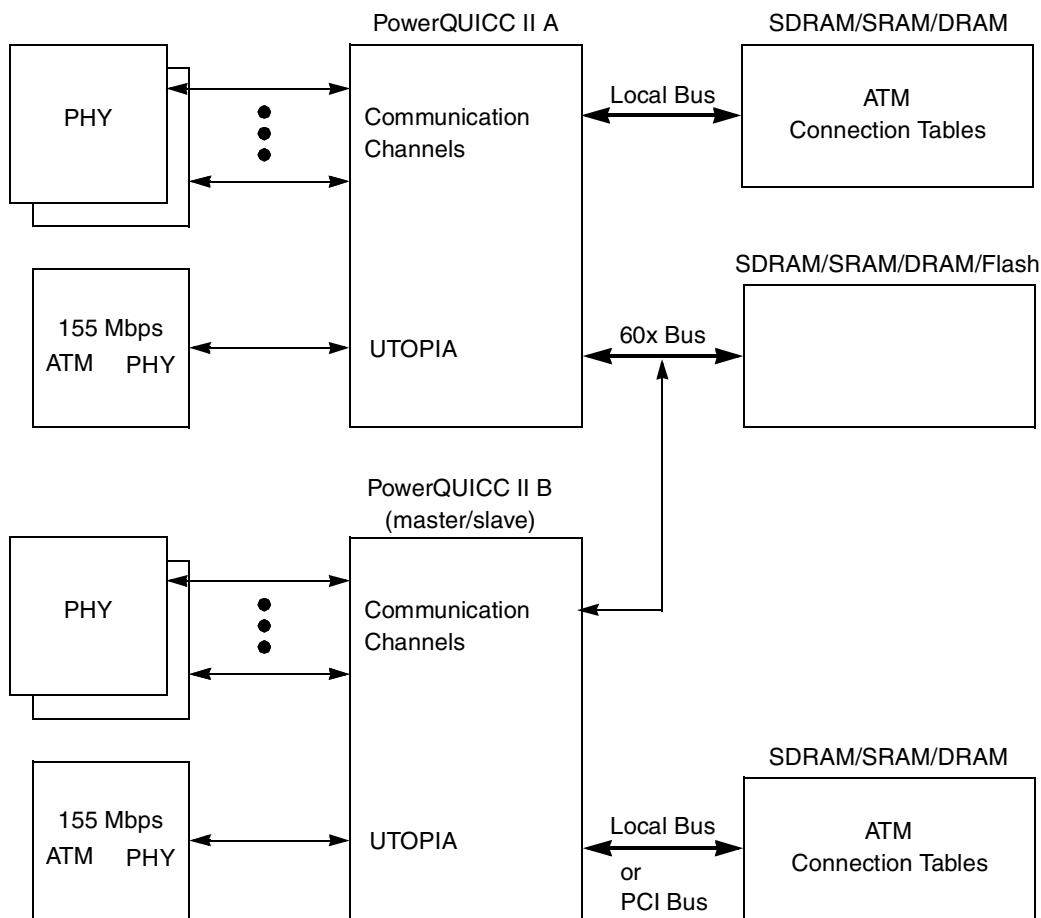 PowerQUICC II A
SDRAM/SRAM/DRAM
PHY
Communication
Channels
Local Bus
ATM
Connection Tables
SDRAM/SRAM/DRAM/Flash
155 Mbps
ATM PHY
UTOPIA
60x Bus
PowerQUICC II B
(master/slave)
PHY
Communication
Channels
SDRAM/SRAM/DRAM
155 Mbps
ATM PHY
UTOPIA
Local Bus
or
PCI Bus
ATM
Connection Tables